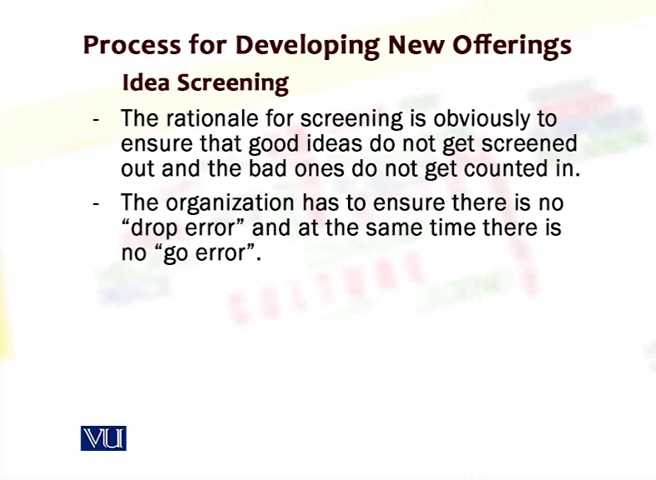 Process for Developing New Offerings
Idea Screening
- The rationale for screening is obviously to
ensure that good ideas do not get screened
out and the bad ones do not get counted in.
- The organization has to ensure there is no
“drop error” and at the same time there is
no “go error”.
CULTURE
VU